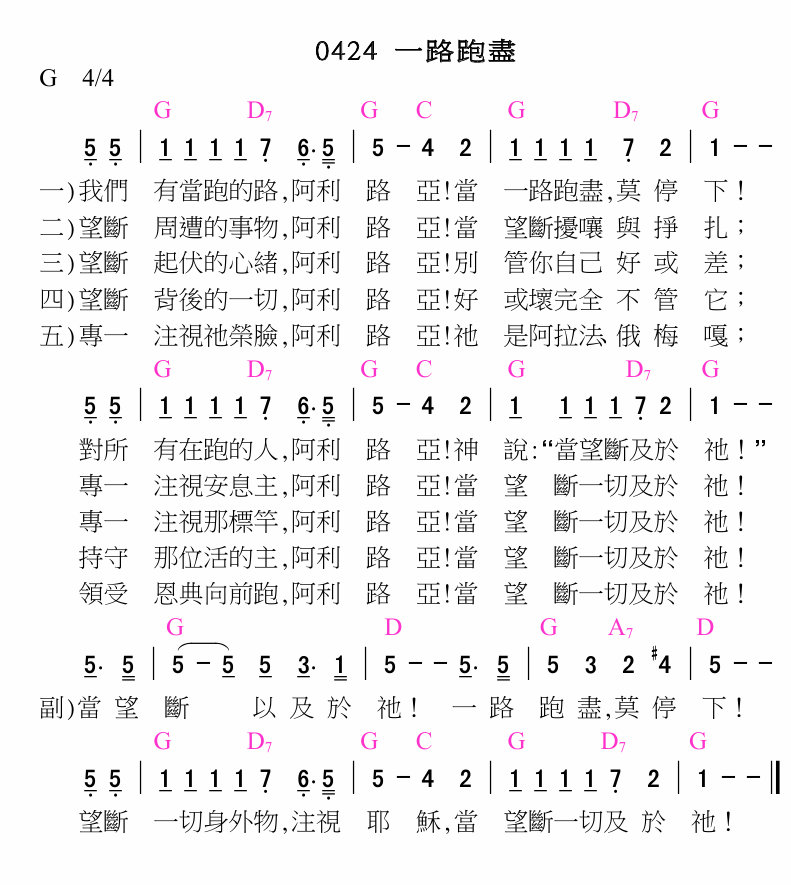 0424 一路跑盡
G 4/4
G D7 G C G D7 G
5 5 | 1 1 1 1 7 6· 5 | 5 - 4 2 | 1 1 1 1 7 2 | 1 - -
一)我們 有當跑的路,阿利 路 亞!當 一路跑盡,莫 停 下!
二)望斷 周遭的事物,阿利 路 亞!當 望斷擾嚷 與 掙 扎;
三)望斷 起伏的心緒,阿利 路 亞!別 管你自己 好 或 差;
四)望斷 背後的一切,阿利 路 亞!好 或壞完全 不 管 它;
五)專一 注視祂榮臉,阿利 路 亞!祂 是阿拉法、俄 梅 嘎;
G D7 G C G D7 G
5 5 | 1 1 1 1 7 6· 5 | 5 - 4 2 | 1 1 1 1 7 2 | 1 - -
對所 有在跑的人,阿利 路 亞!神 說:“當望斷及於 祂!”
專一 注視安息主,阿利 路 亞!當 望 斷一切及於 祂!
專一 注視那標竿,阿利 路 亞!當 望 斷一切及於 祂!
持守 那位活的主,阿利 路 亞!當 望 斷一切及於 祂!
領受 恩典向前跑,阿利 路 亞!當 望 斷一切及於 祂!
G D G A7 D
5· 5 | 5 - 5 5 3· 1 | 5 - - 5· 5 | 5 3 2 #4 | 5 - -
副)當 望 斷 以 及 於 祂! 一 路 跑 盡,莫 停 下!
G D7 G C G D7 G
5 5 | 1 1 1 1 7 6· 5 | 5 - 4 2 | 1 1 1 1 7 2 | 1 - - ‖
望斷 一切身外物,注視 耶 穌,當 望斷一切及 於 祂!